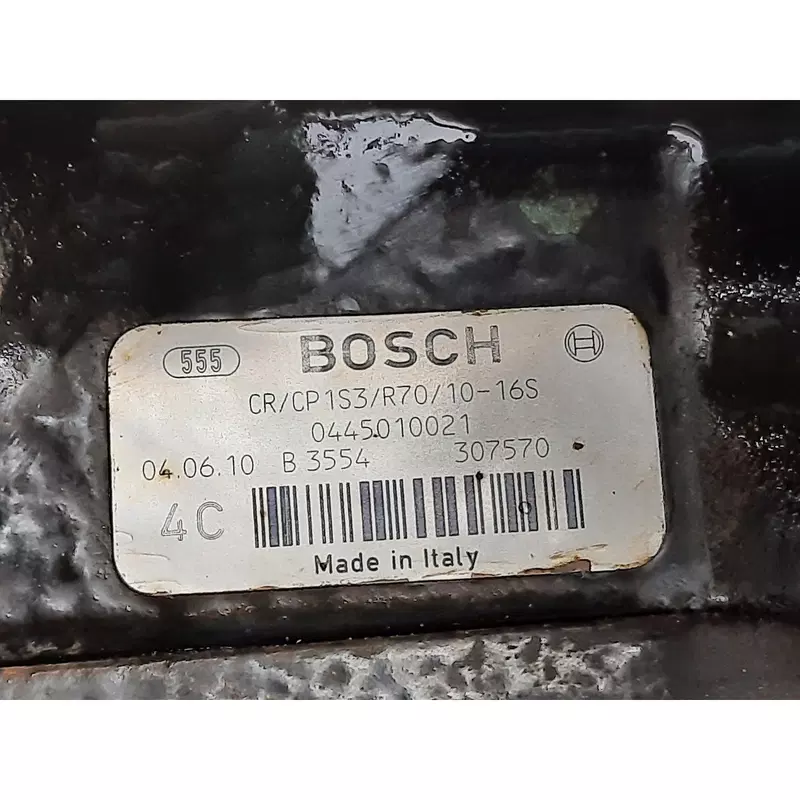 555 BOSCH
CR/CP1S3/R70/10-16S
0445010021
04.06.10 B 3554 307570
4C
Made in Italy